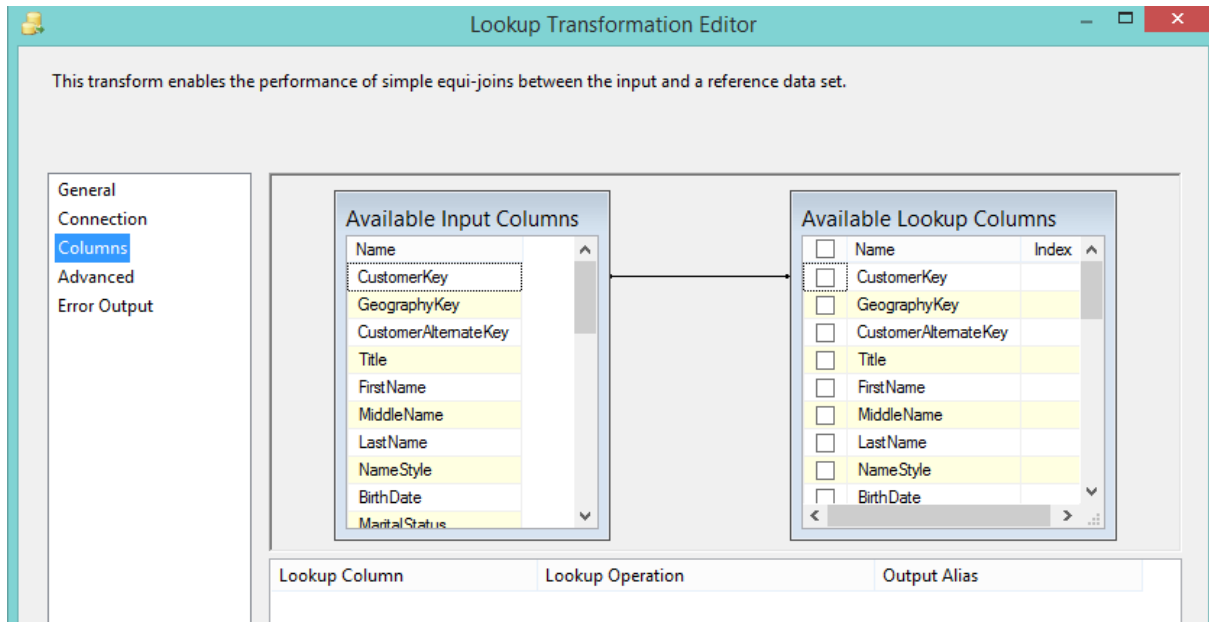 Lookup Transformation Editor
This transform enables the performance of simple equi-joins between the input and a reference data set.
General
Connection
Columns
Advanced
Error Output
Available Input Columns
Name
CustomerKey
GeographyKey
CustomerAlternateKey
Title
FirstName
MiddleName
LastName
NameStyle
BirthDate
MaritalStatus
Available Lookup Columns
Name Index
CustomerKey
GeographyKey
CustomerAlternateKey
Title
FirstName
MiddleName
LastName
NameStyle
BirthDate
Lookup Column Lookup Operation Output Alias